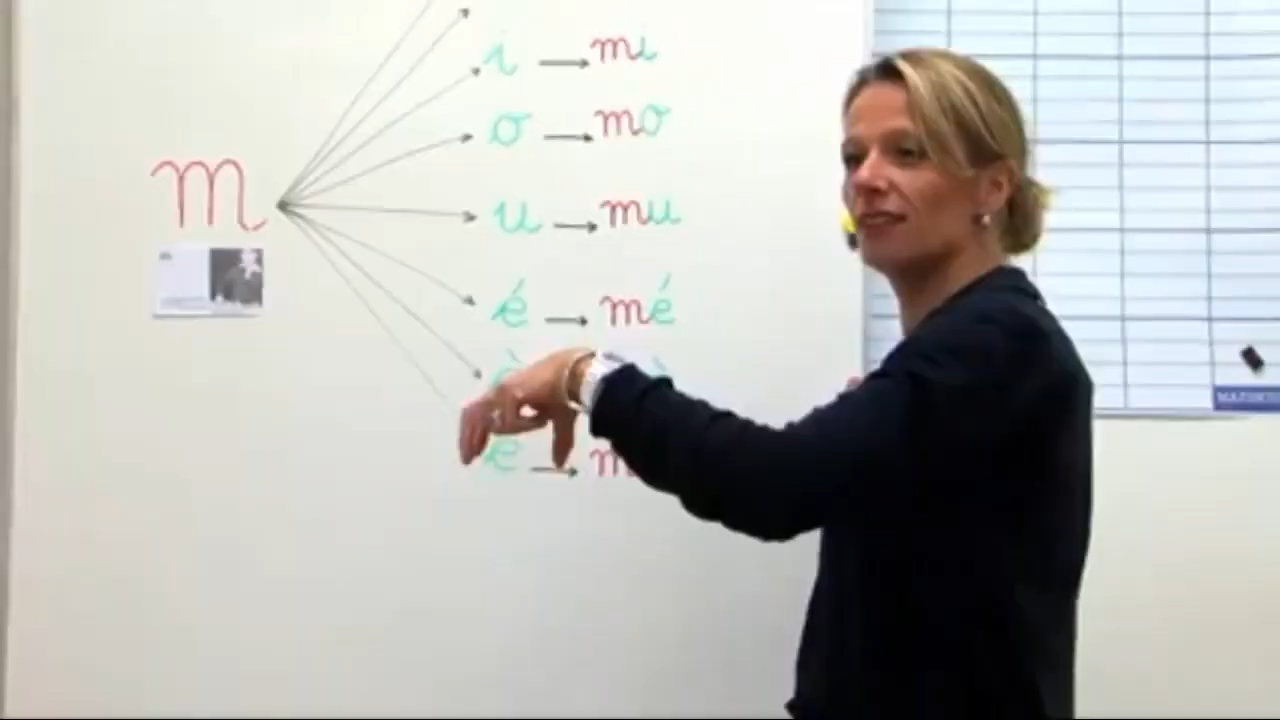 i → mi
o → mo
m
u → mu
é → mé
e → m